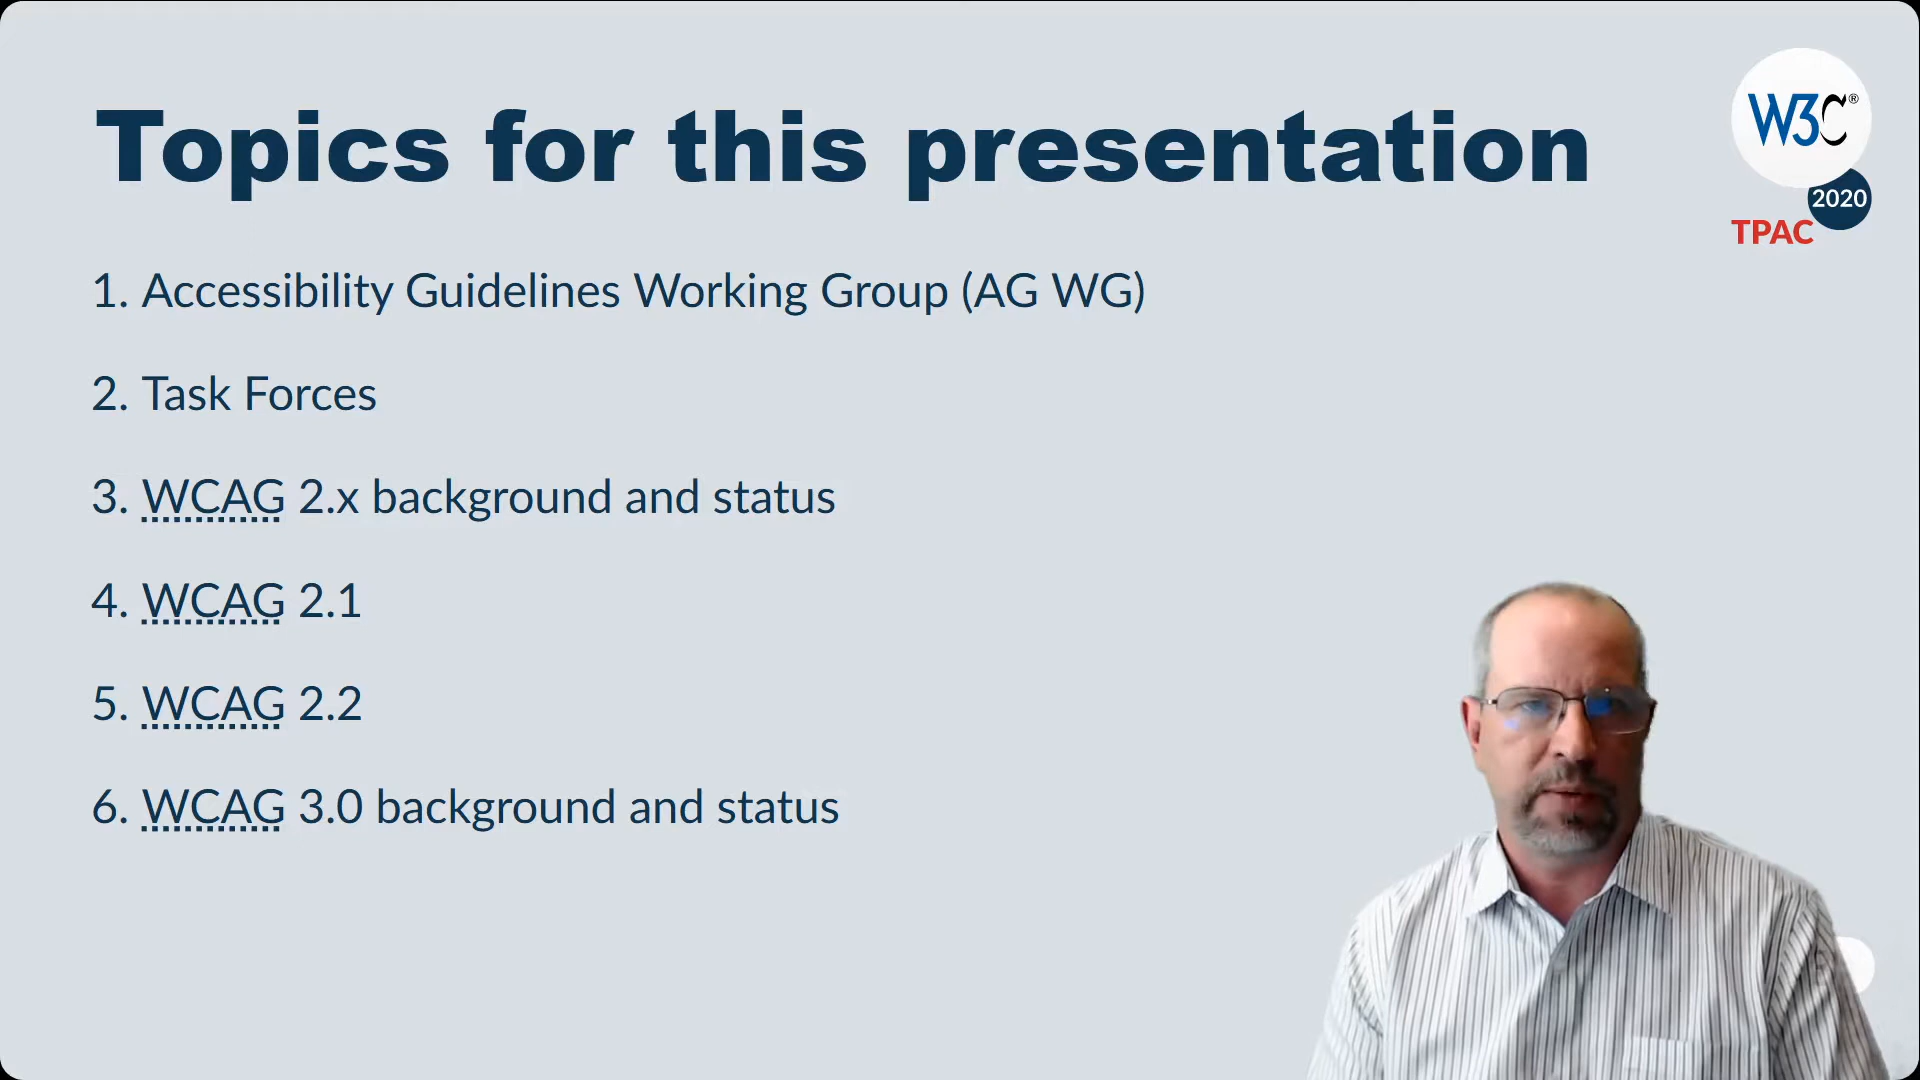 Topics for this presentation
W3C®
2020
TPAC
1. Accessibility Guidelines Working Group (AG WG)
2. Task Forces
3. WCAG 2.x background and status
4. WCAG 2.1
5. WCAG 2.2
6. WCAG 3.0 background and status